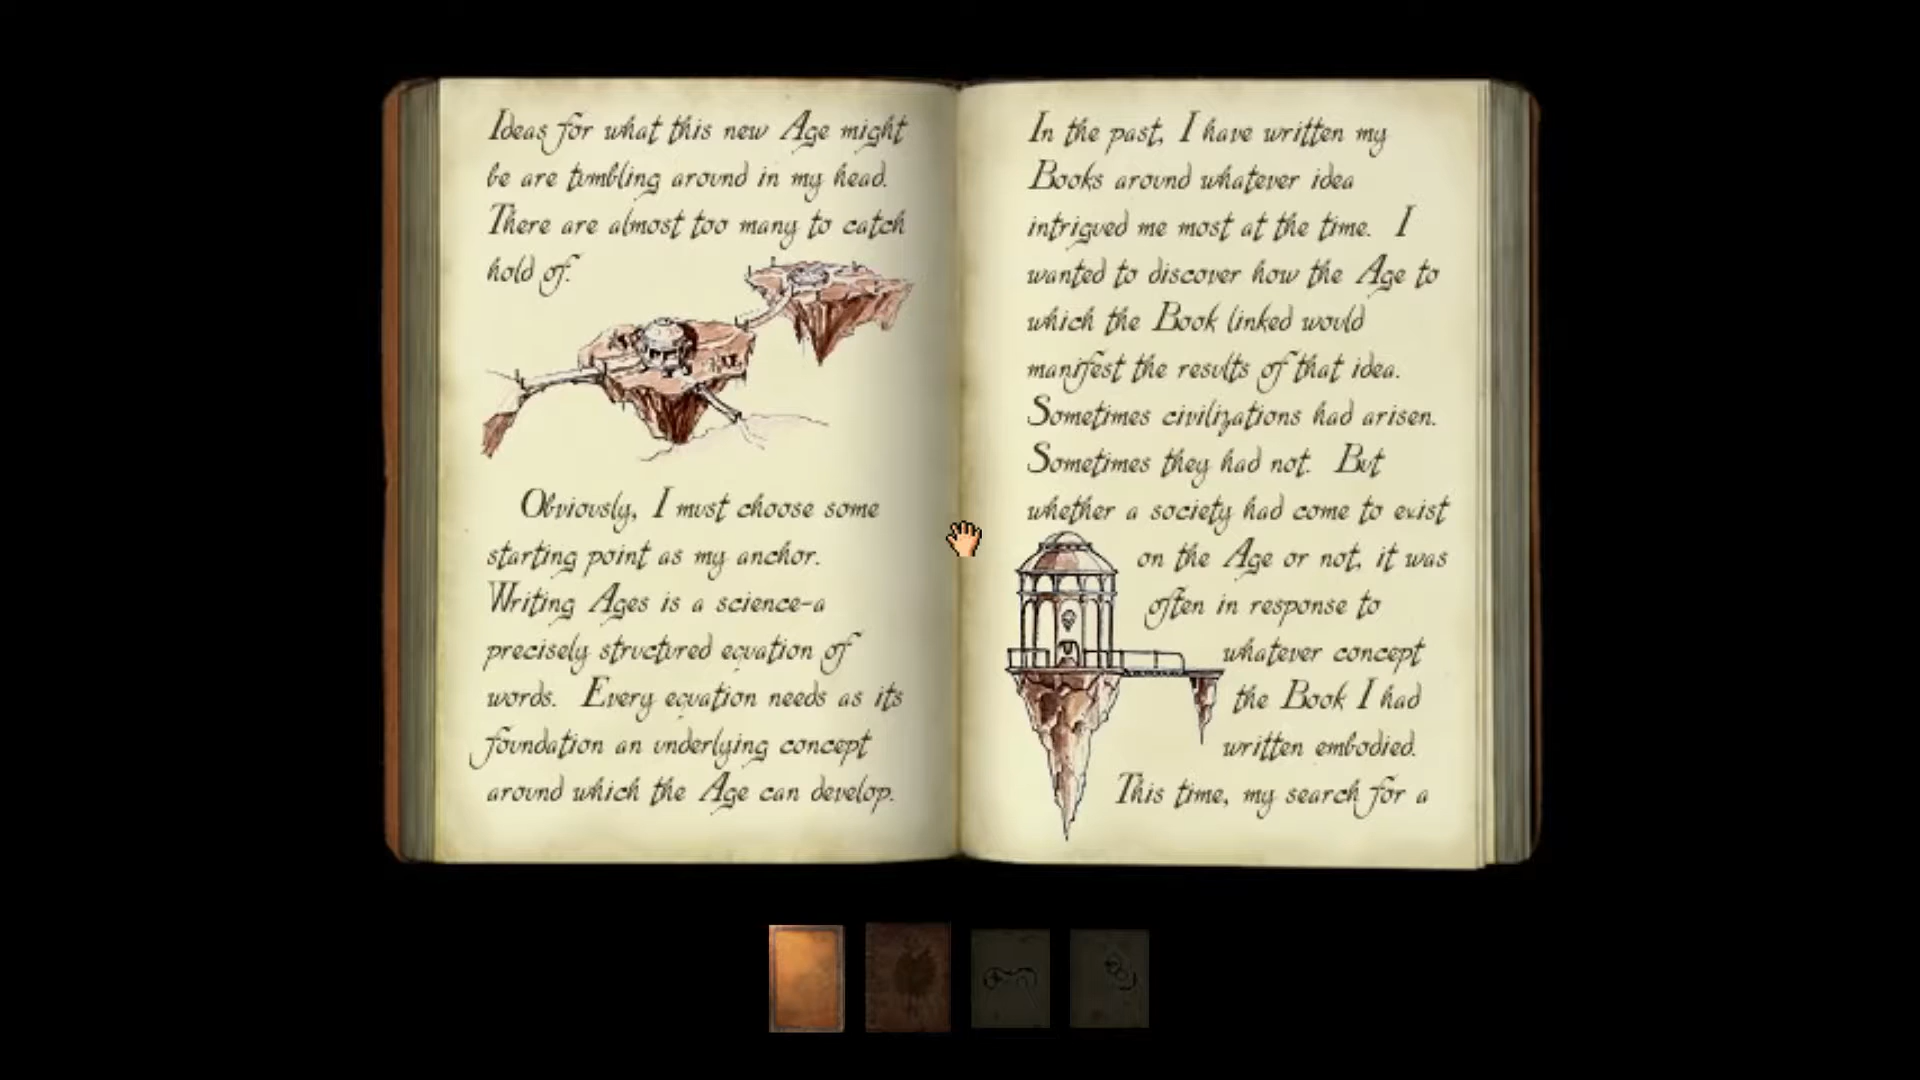 Ideas for what this new Age might
be are tumbling around in my head.
There are almost too many to catch
hold of.
Obviously, I must choose some
starting point as my anchor.
Writing Ages is a science-a
precisely structured equation of
words. Every equation needs as its
foundation an underlying concept
around which the Age can develop.
In the past, I have written my
Books around whatever idea
intrigued me most at the time. I
wanted to discover how the Age to
which the Book linked would
manifest the results of that idea.
Sometimes civilizations had arisen.
Sometimes they had not. But
whether a society had come to exist
on the Age or not, it was
often in response to
whatever concept
the Book I had
written embodied.
This time, my search for a